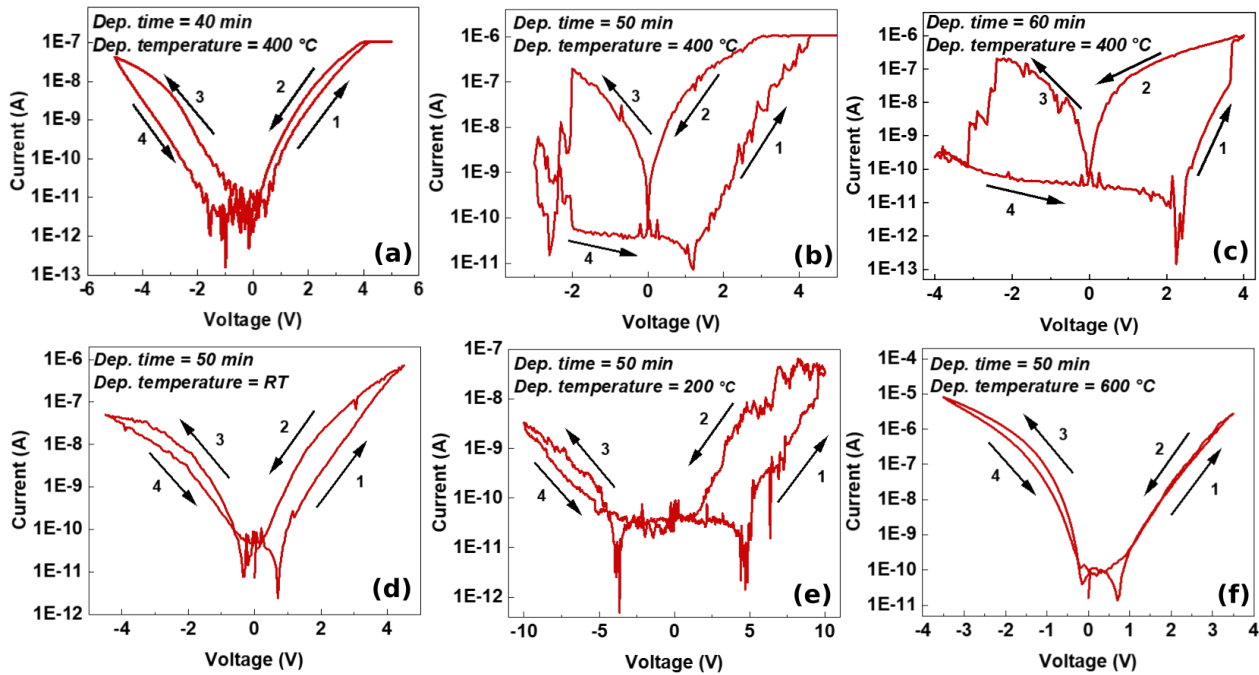 Dep. time = 40 min
Dep. temperature = 400 °C
1E-7
1E-8
1E-9
1E-10
1E-11
1E-12
1E-13
Current (A)
-6
-4
-2
0
2
4
6
Voltage (V)
1
2
3
4
(a)
Dep. time = 50 min
Dep. temperature = 400 °C
1E-6
1E-7
1E-8
1E-9
1E-10
1E-11
Current (A)
-2
0
2
4
Voltage (V)
1
2
3
4
(b)
Dep. time = 60 min
Dep. temperature = 400 °C
1E-6
1E-7
1E-8
1E-9
1E-10
1E-11
1E-12
1E-13
Current (A)
-4
-2
0
2
4
Voltage (V)
1
2
3
4
(c)
Dep. time = 50 min
Dep. temperature = RT
1E-6
1E-7
1E-8
1E-9
1E-10
1E-11
1E-12
Current (A)
-4
-2
0
2
4
Voltage (V)
1
2
3
4
(d)
Dep. time = 50 min
Dep. temperature = 200 °C
1E-7
1E-8
1E-9
1E-10
1E-11
1E-12
Current (A)
-10
-5
0
5
10
Voltage (V)
1
2
3
4
(e)
Dep. time = 50 min
Dep. temperature = 600 °C
1E-4
1E-5
1E-6
1E-7
1E-8
1E-9
1E-10
1E-11
Current (A)
-4
-3
-2
-1
0
1
2
3
4
Voltage (V)
1
2
3
4
(f)